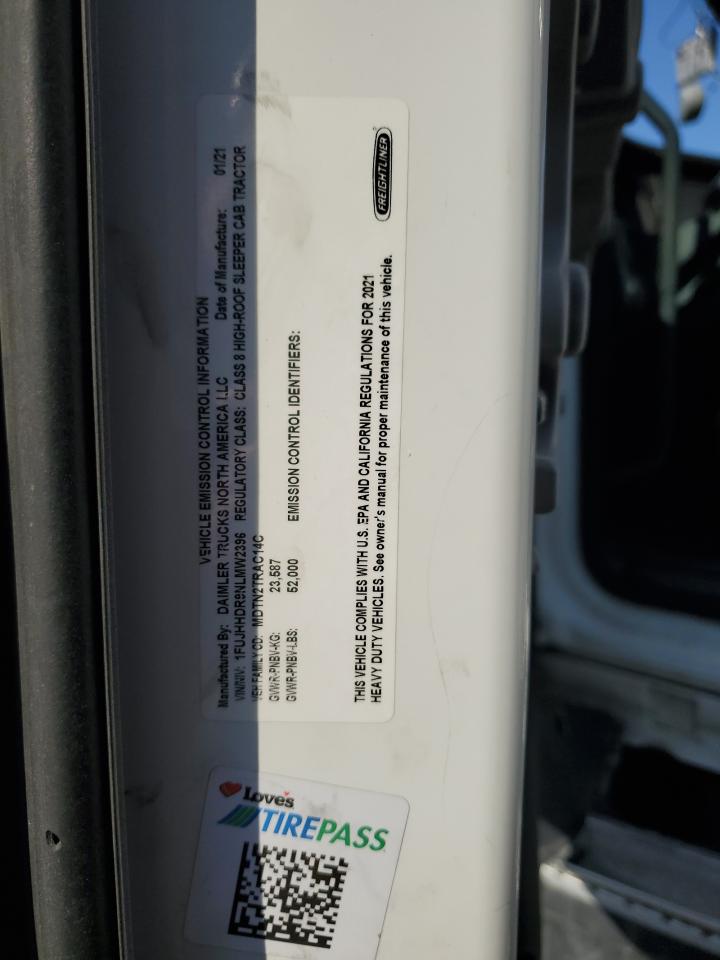 VEHICLE EMISSION CONTROL INFORMATION
Manufactured By: DAIMLER TRUCKS NORTH AMERICA LLC Date of Manufacture: 01/21
VIN/NIV: 1FUJHHDR9NLMW2396 REGULATORY CLASS: CLASS 8 HIGH-ROOF SLEEPER CAB TRACTOR
VEH FAMILY CD: MDTN2TRAC14C
GVWR-PNBV-KG: 23,587
GVWR-PNBV-LBS: 52,000 EMISSION CONTROL IDENTIFIERS:
THIS VEHICLE COMPLIES WITH U.S. EPA AND CALIFORNIA REGULATIONS FOR 2021
HEAVY DUTY VEHICLES. See owner's manual for proper maintenance of this vehicle.
FREIGHTLINER
Love's
TIREPASS